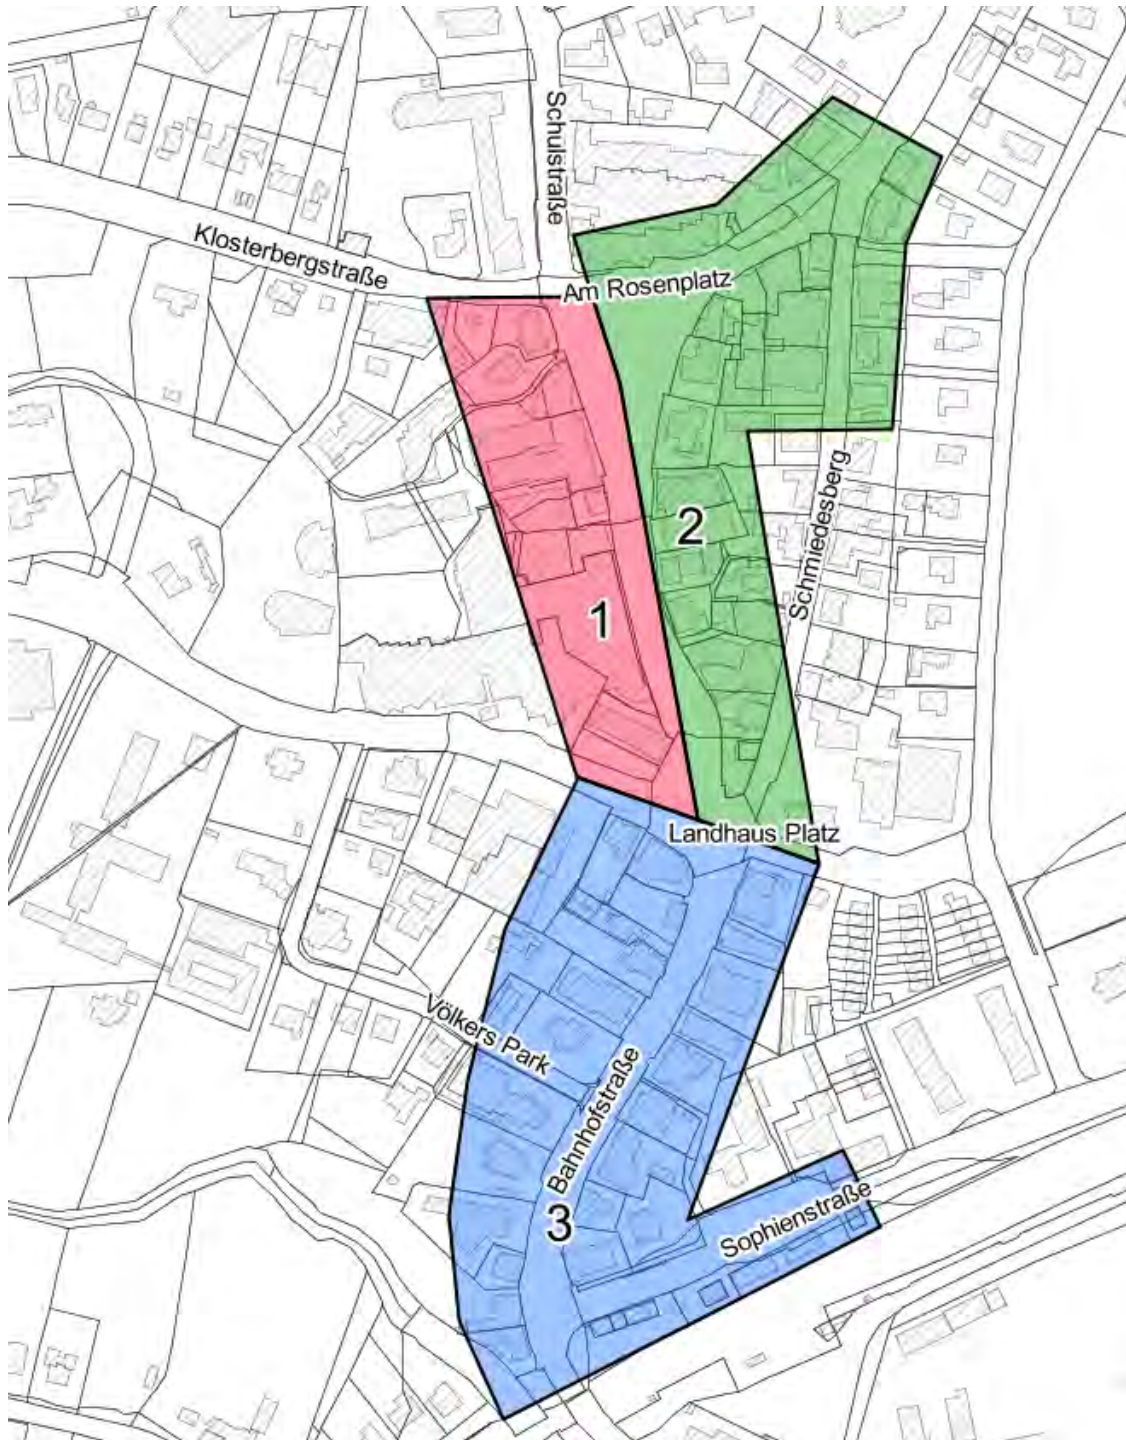 Schulstraße
Klosterbergstraße
Am Rosenplatz
2
Schmiedesberg
1
Landhaus Platz
Völkers Park
Bahnhofstraße
3
Sophienstraße